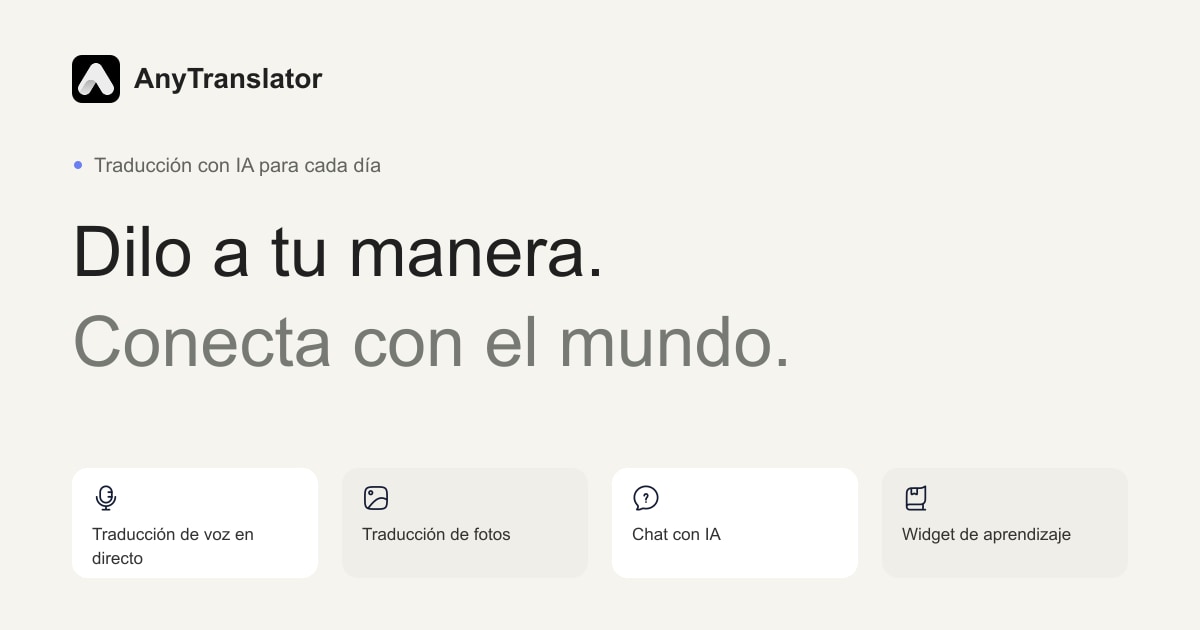 AnyTranslator
Traducción con IA para cada día
Dilo a tu manera.
Conecta con el mundo.
Traducción de voz en
directo
Traducción de fotos
Chat con IA
Widget de aprendizaje